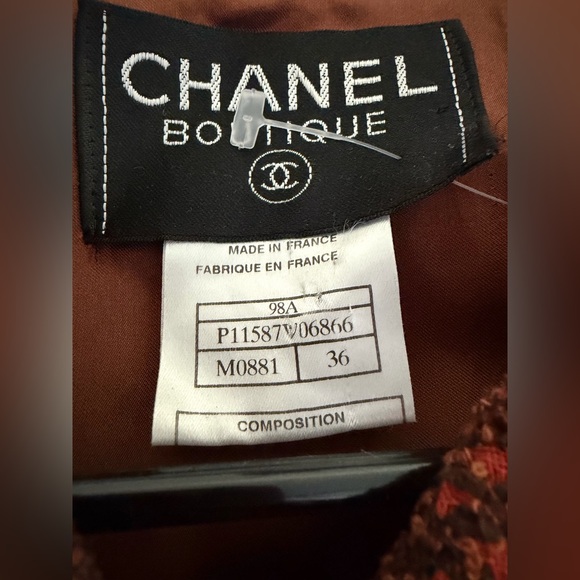 CHANEL
BOUTIQUE
MADE IN FRANCE
FABRIQUE EN FRANCE
98A
P11587V06866
M0881 36
COMPOSITION